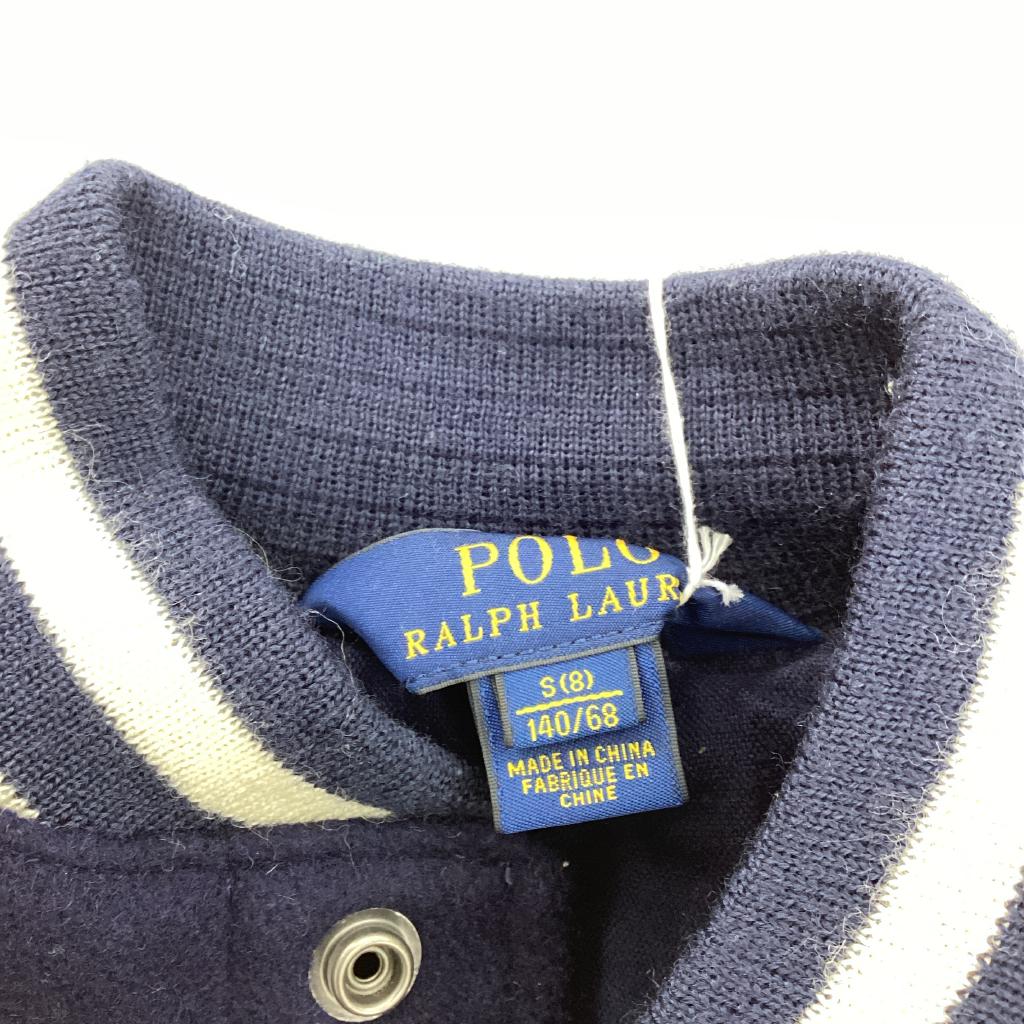 POLO
RALPH LAUR
S(8)
140/68
MADE IN CHINA
FABRIQUE EN
CHINE